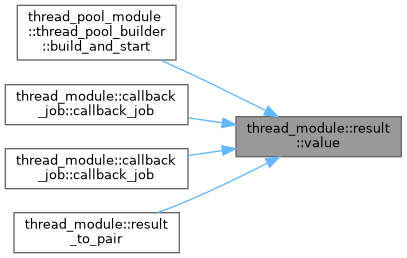 thread_pool_module
::thread_pool_builder
::build_and_start
thread_module::callback
_job::callback_job
thread_module::result
::value
thread_module::callback
_job::callback_job
thread_module::result
_to_pair